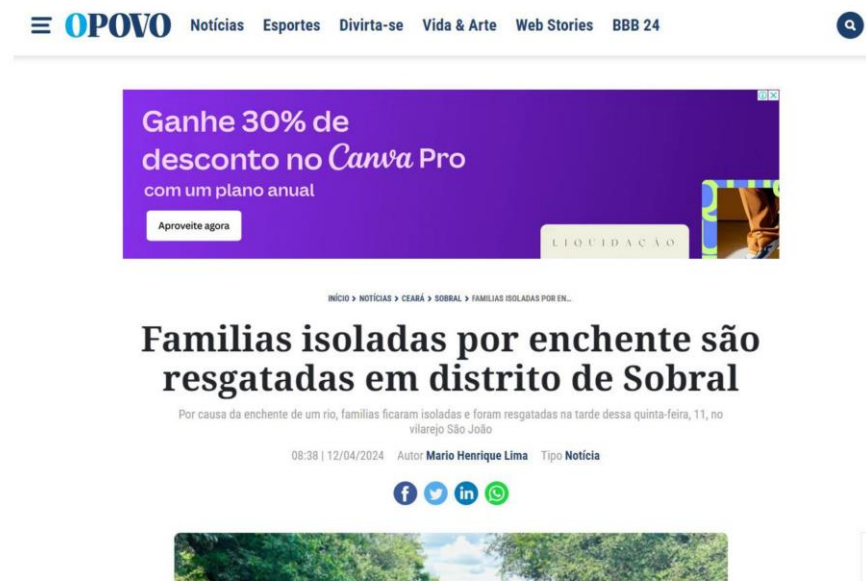 OPOVO Notícias Esportes Divirta-se Vida & Arte Web Stories BBB 24
Ganhe 30% de
desconto no Canva Pro
com um plano anual
Aproveite agora
LIQUIDAÇÃO
INÍCIO > NOTÍCIAS > CEARÁ > SOBRAL > FAMILIAS ISOLADAS POR EN...
Familias isoladas por enchente são
resgatadas em distrito de Sobral
Por causa da enchente de um rio, familias ficaram isoladas e foram resgatadas na tarde dessa quinta-feira, 11, no
vilarejo São João
08:38 | 12/04/2024 Autor Mario Henrique Lima Tipo Notícia